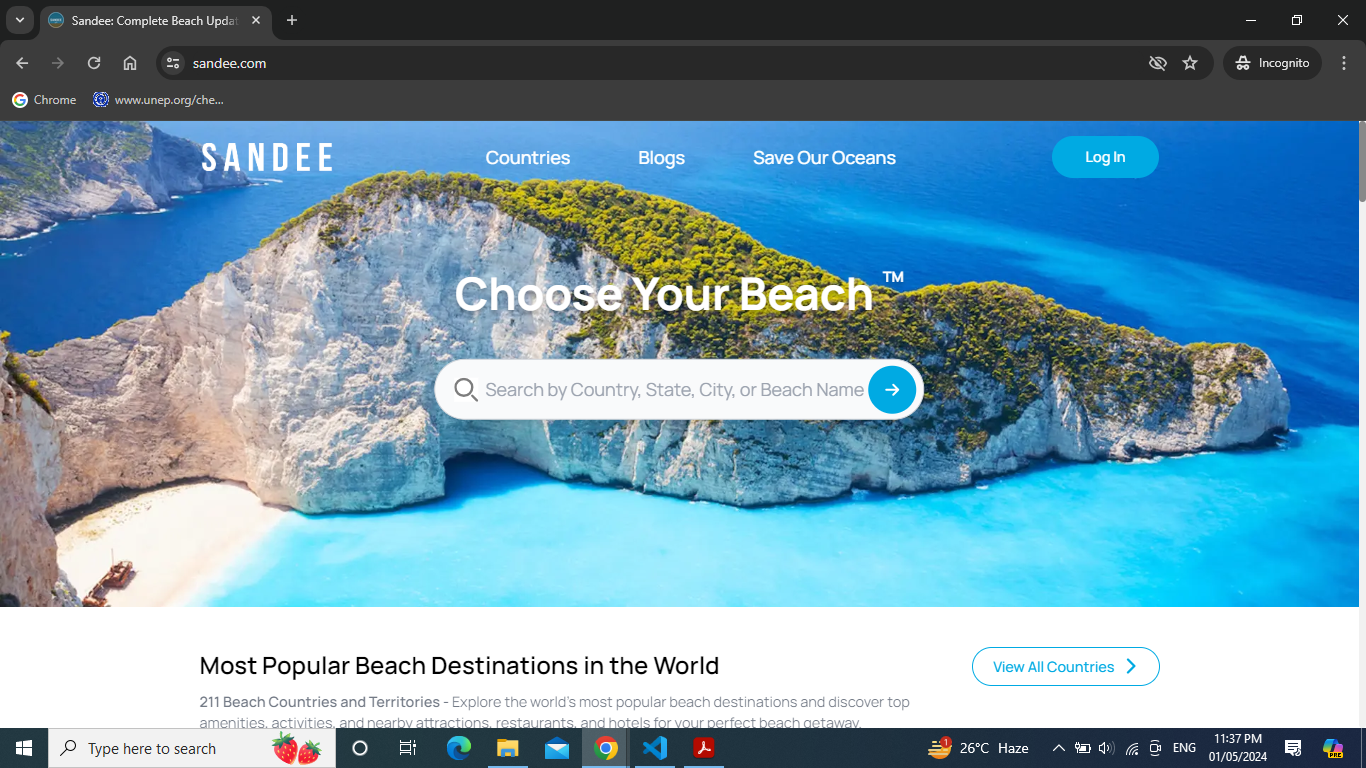 Sandee: Complete Beach Updat
sandee.com
Incognito
Chrome
www.unep.org/che...
SANDEE
Countries
Blogs
Save Our Oceans
Log In
Choose Your Beach ™
Search by Country, State, City, or Beach Name
Most Popular Beach Destinations in the World
View All Countries
211 Beach Countries and Territories - Explore the world's most popular beach destinations and discover top
amenities, activities, and nearby attractions, restaurants, and hotels for your perfect beach getaway.
Type here to search
1
26°C Haze
ENG
11:37 PM
01/05/2024
PRE